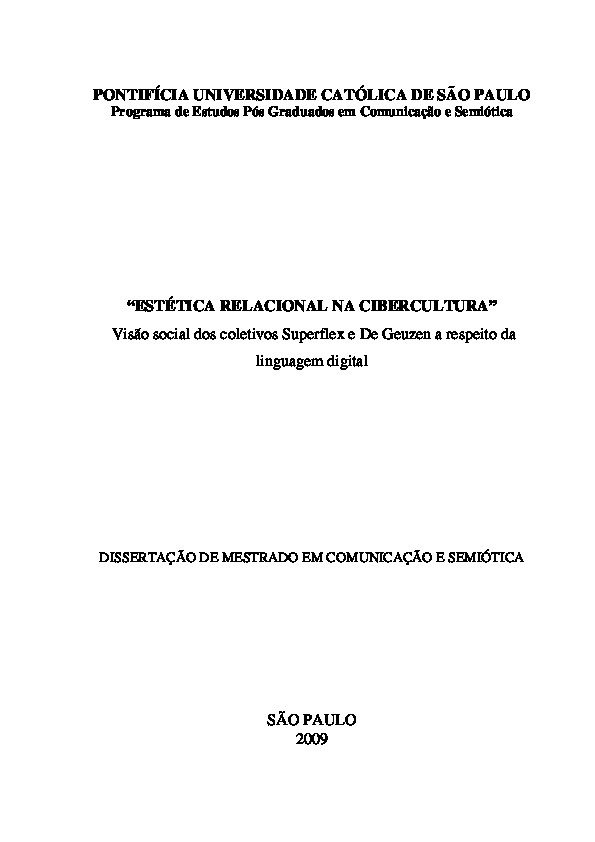 PONTIFÍCIA UNIVERSIDADE CATÓLICA DE SÃO PAULO
Programa de Estudos Pós Graduados em Comunicação e Semiótica
“ESTÉTICA RELACIONAL NA CIBERCULTURA”
Visão social dos coletivos Superflex e De Geuzen a respeito da
linguagem digital
DISSERTAÇÃO DE MESTRADO EM COMUNICAÇÃO E SEMIÓTICA
SÃO PAULO
2009